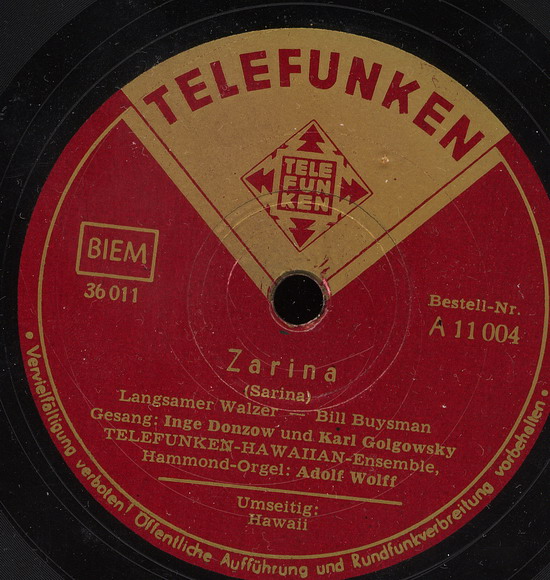 TELEFUNKEN
TELE
FUN
KEN
BIEM
36 011
Bestell-Nr.
A 11 004
Zarina
(Sarina)
Langsamer Walzer — Bill Buysman
Gesang: Inge Donzow und Karl Golgowsky
TELEFUNKEN-HAWAIIAN-Ensemble,
Hammond-Orgel: Adolf Wolff
Umseitig:
Hawaii
• Vervielfältigung verboten! Öffentliche Aufführung und Rundfunkverbreitung vorbehalten •